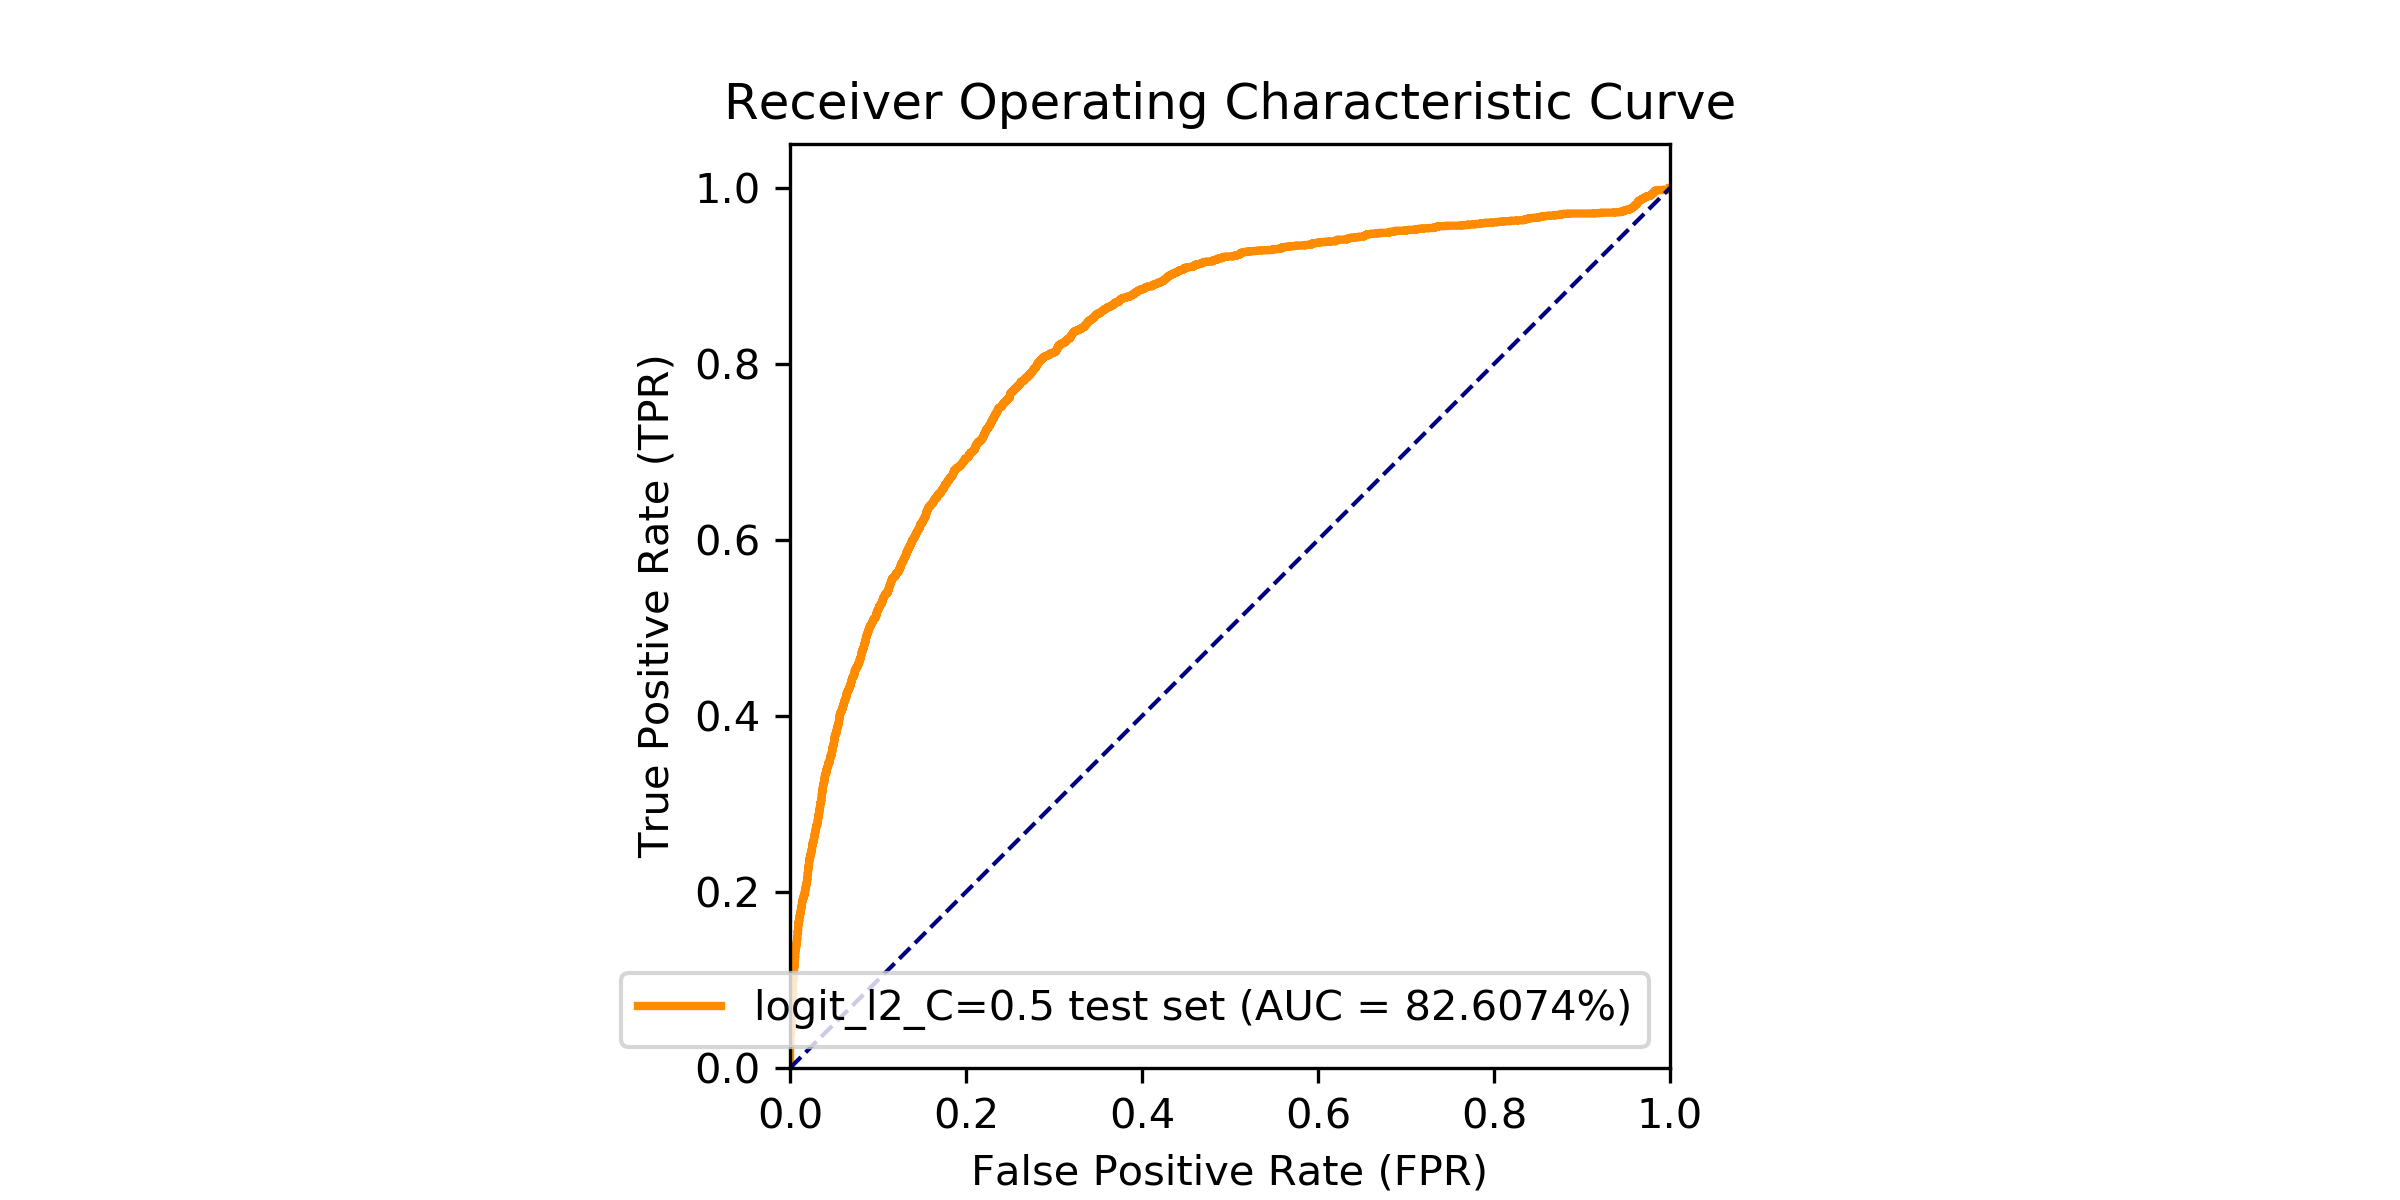 Receiver Operating Characteristic Curve
1.0
0.8
0.6
0.4
0.2
0.0
True Positive Rate (TPR)
logit_l2_C=0.5 test set (AUC = 82.6074%)
0.0 0.2 0.4 0.6 0.8 1.0
False Positive Rate (FPR)